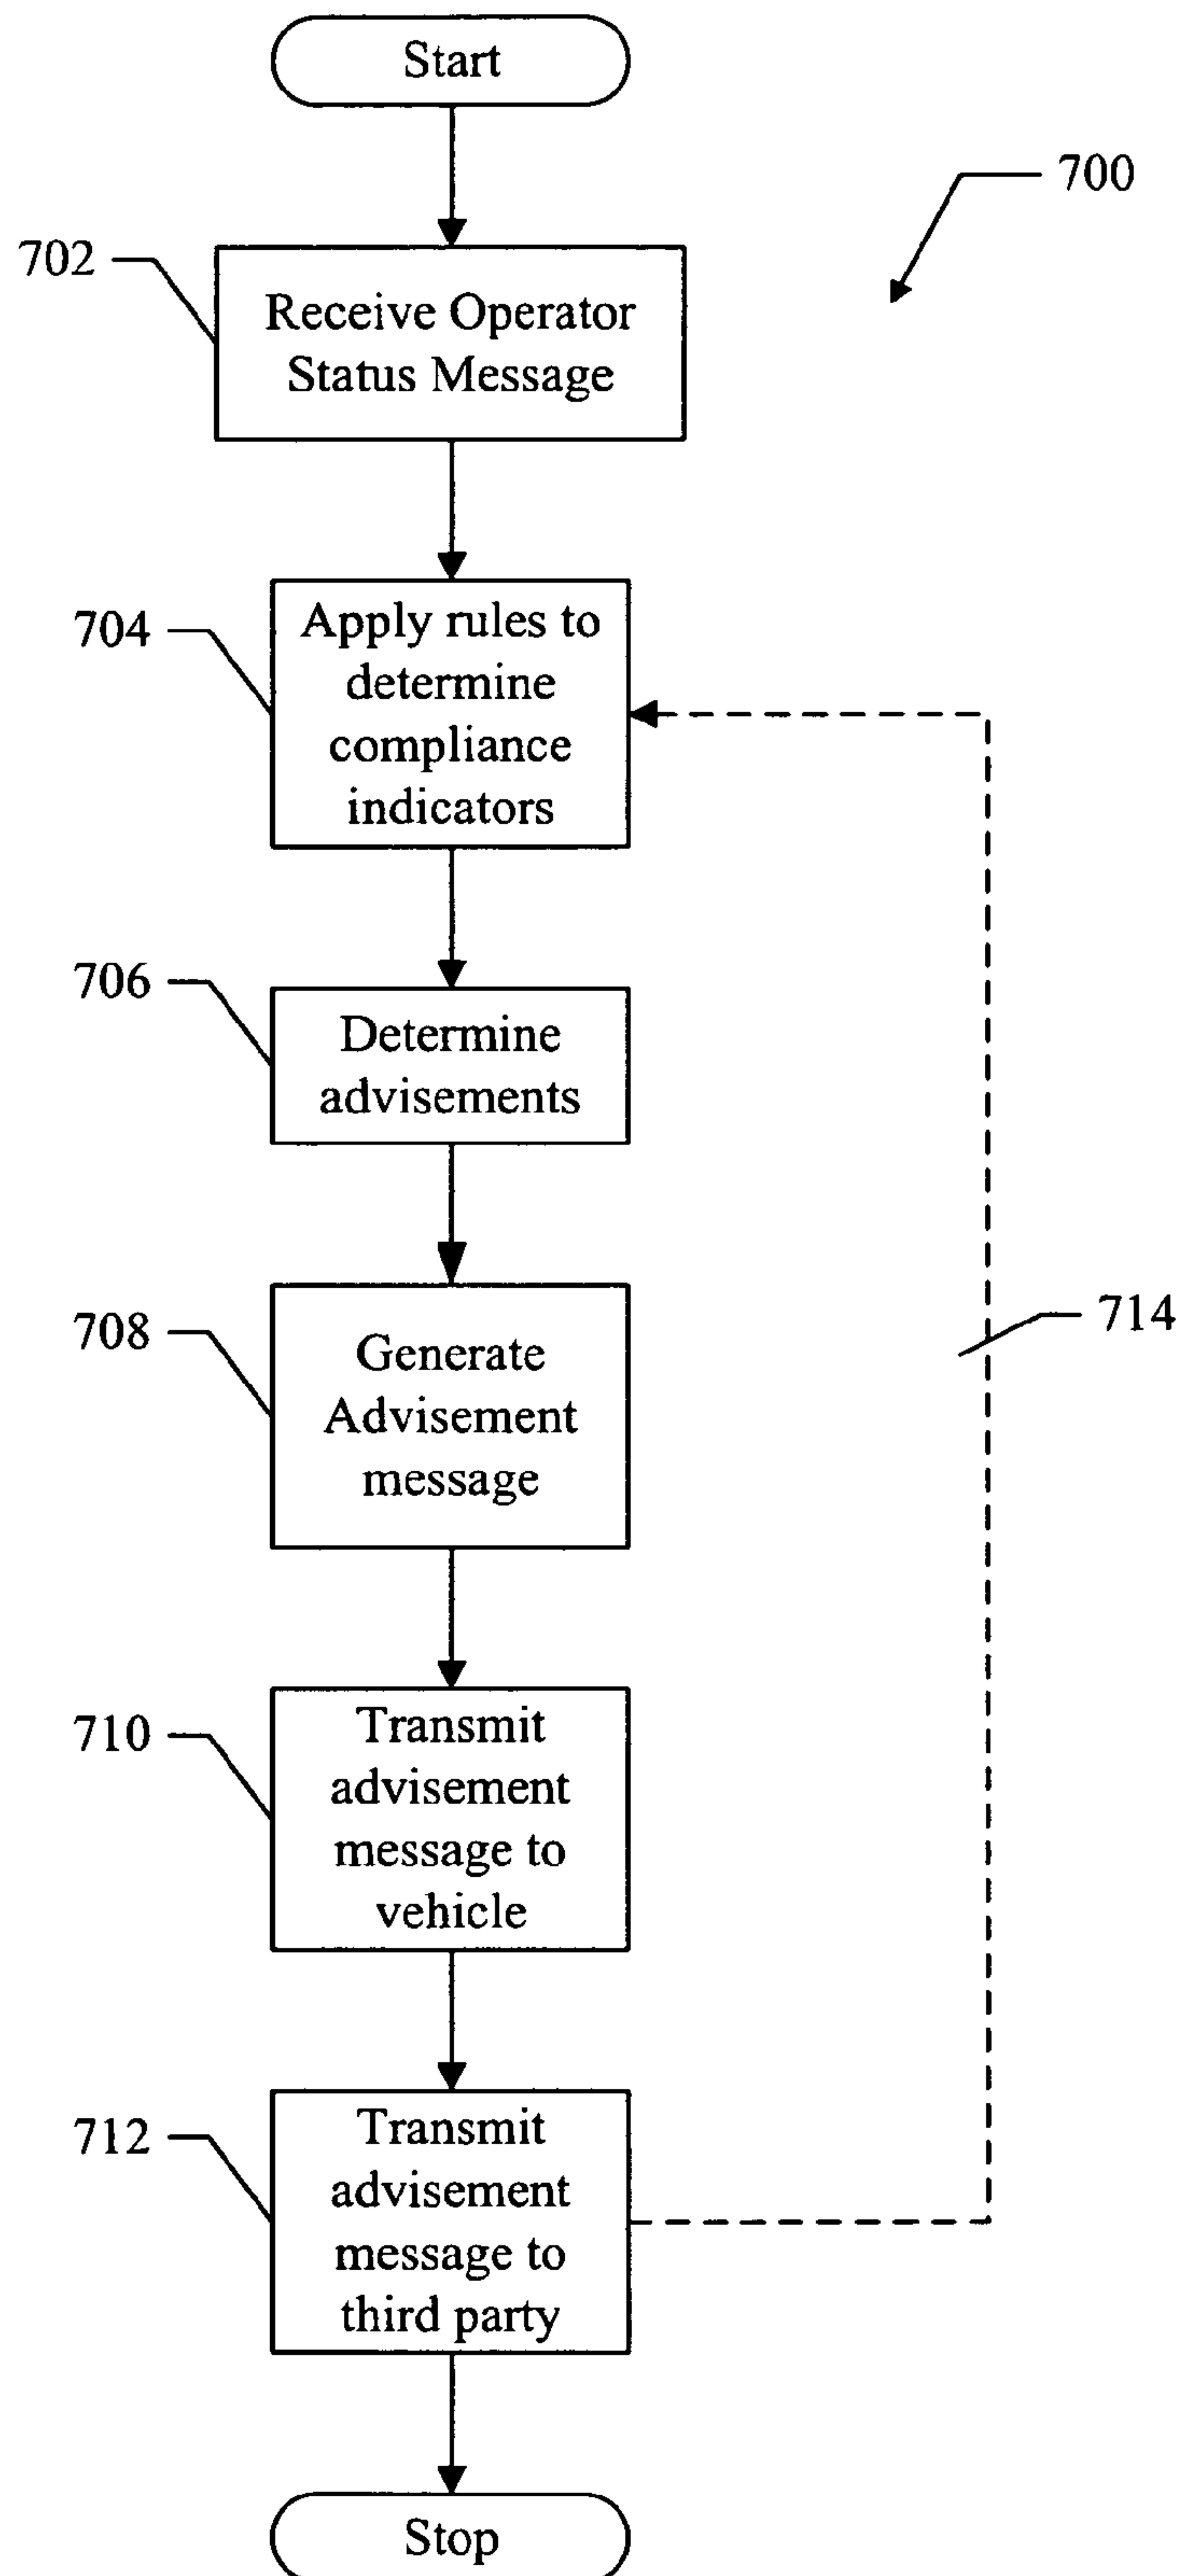 Start
700
702
Receive Operator
Status Message
704
Apply rules to
determine
compliance
indicators
706
Determine
advisements
708
Generate
Advisement
message
714
710
Transmit
advisement
message to
vehicle
712
Transmit
advisement
message to
third party
Stop